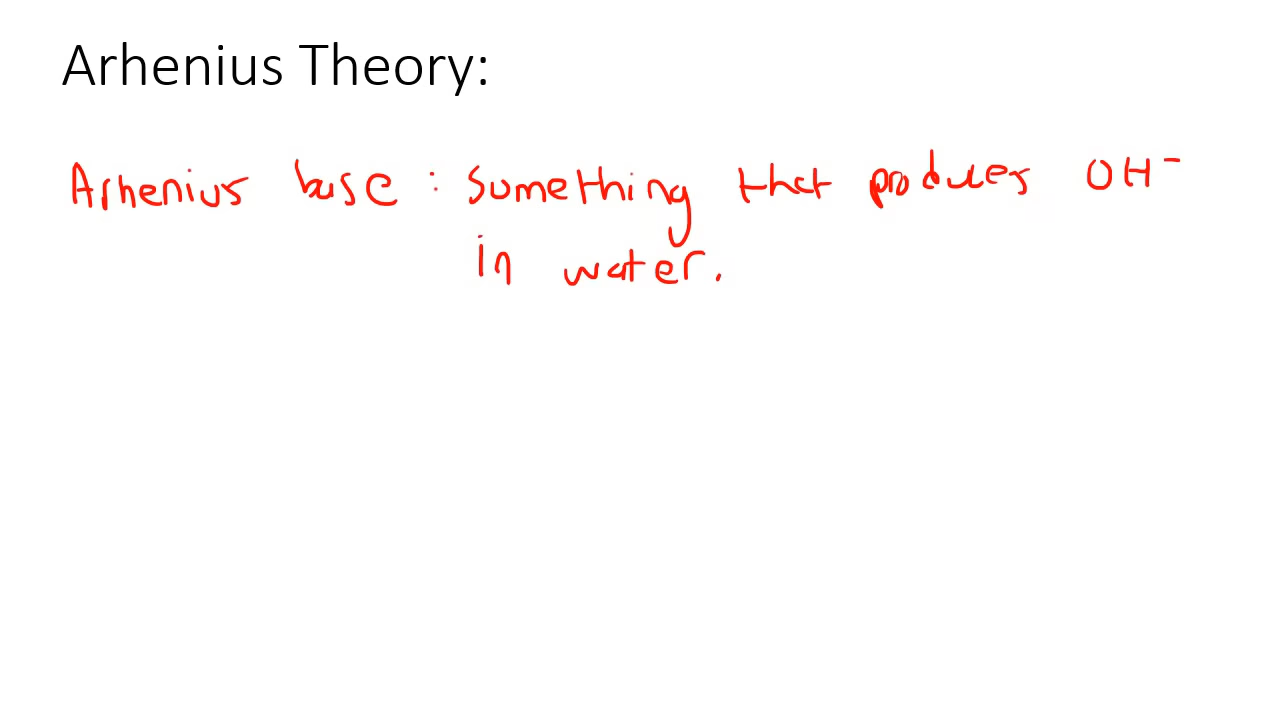 Arhenius Theory:
Arhenius base : Something that produces OH⁻
in water.